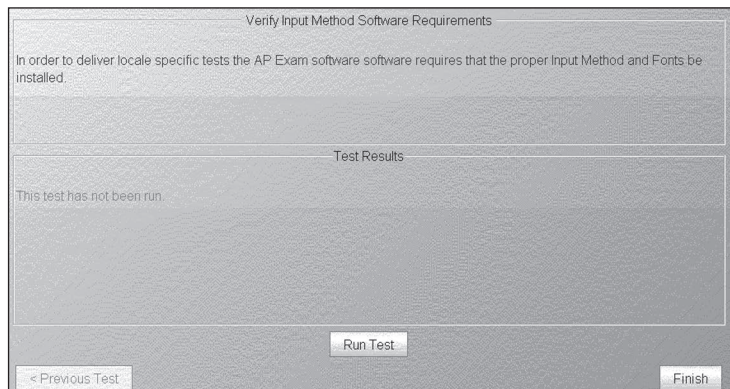 Verify Input Method Software Requirements
In order to deliver locale specific tests the AP Exam software software requires that the proper Input Method and Fonts be
installed.
Test Results
This test has not been run.
Run Test
< Previous Test
Finish